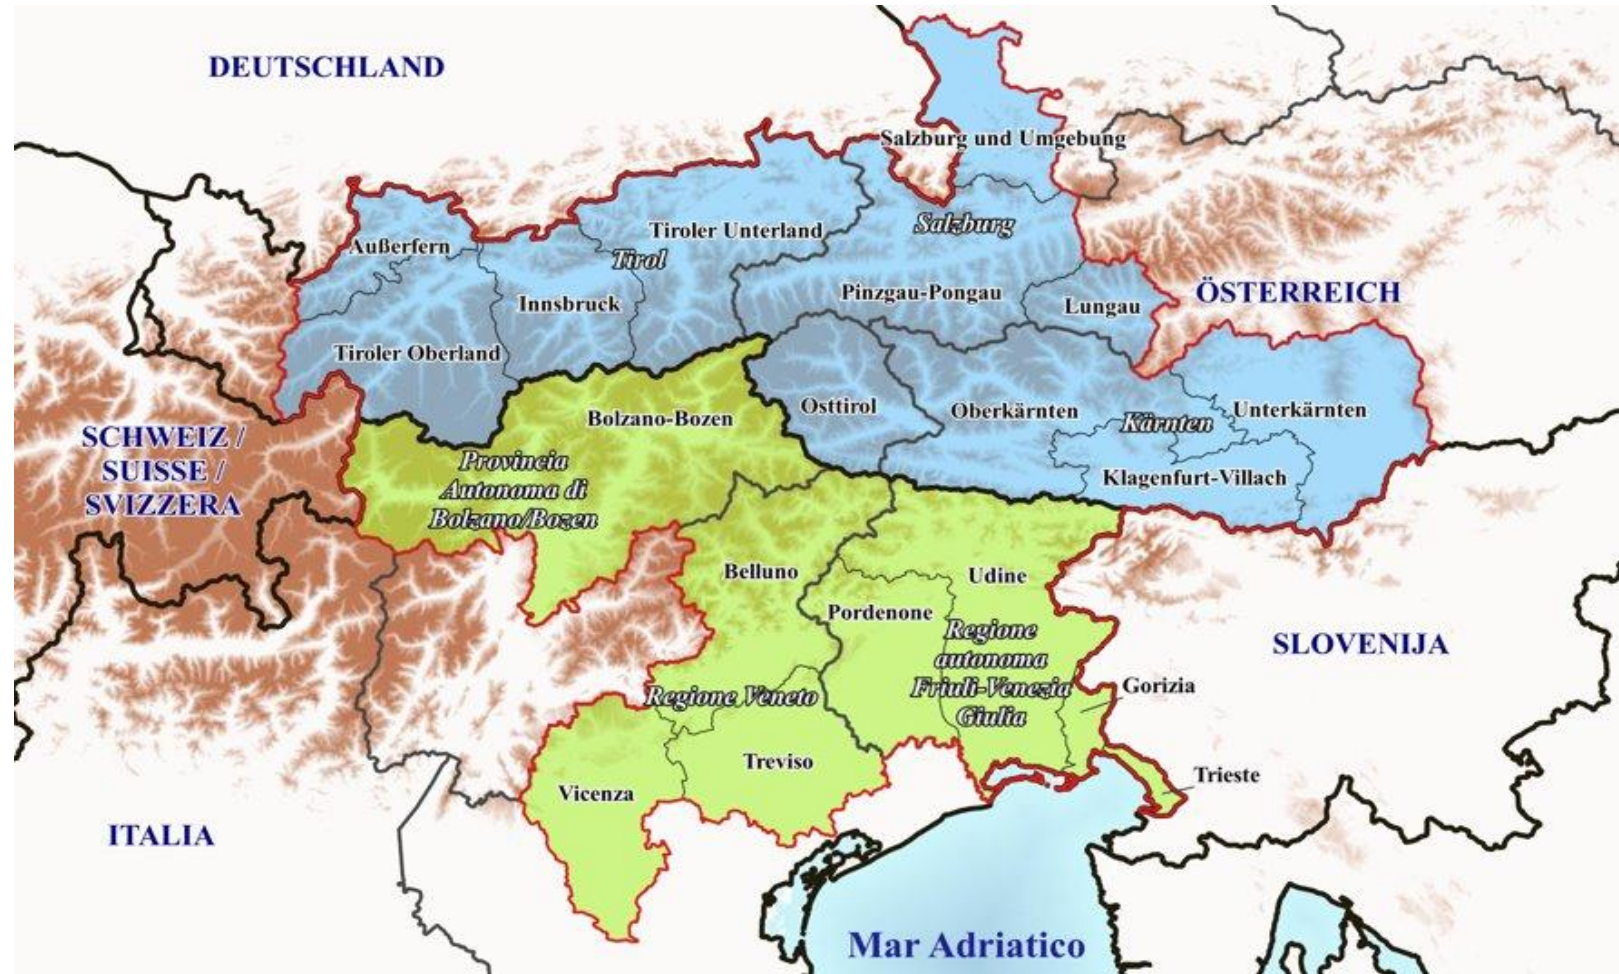 DEUTSCHLAND
Salzburg und Umgebung
Salzburg
Tiroler Unterland
Außerfern
Tirol
Innsbruck
Pinzgau-Pongau
Lungau
ÖSTERREICH
Tiroler Oberland
Bolzano-Bozen
Osttirol
Oberkärnten
Kärnten
Unterkärnten
SCHWEIZ /
SUISSE /
SVIZZERA
Provincia
Autonoma di
Bolzano/Bozen
Klagenfurt-Villach
Belluno
Udine
Pordenone
Regione
autonoma
Friuli-Venezia
Giulia
SLOVENIJA
Gorizia
Regione Veneto
Treviso
Trieste
Vicenza
ITALIA
Mar Adriatico